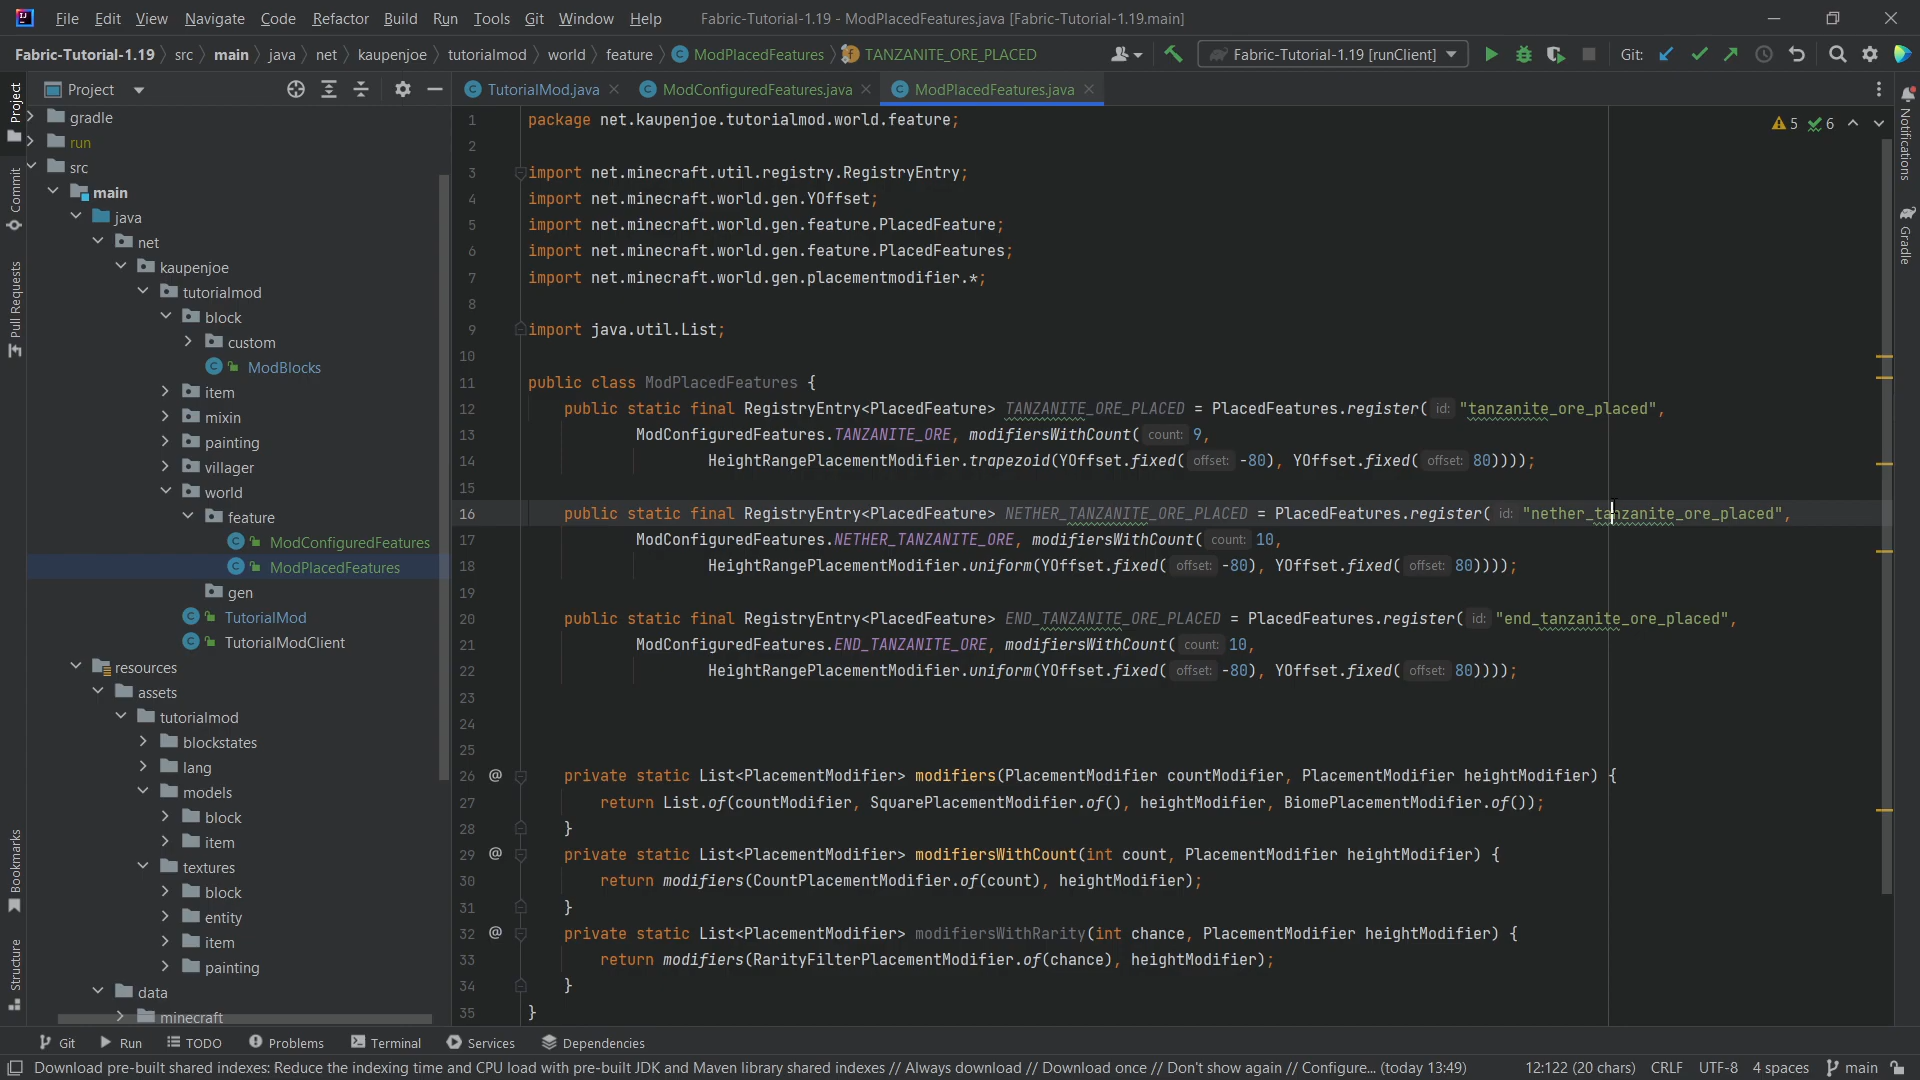 File Edit View Navigate Code Refactor Build Run Tools Git Window Help Fabric-Tutorial-1.19 - ModPlacedFeatures.java [Fabric-Tutorial-1.19.main]
Fabric-Tutorial-1.19 src main java net kaupenjoe tutorialmod world feature ModPlacedFeatures TANZANITE_ORE_PLACED Fabric-Tutorial-1.19 [runClient] Git:
Project
TutorialMod.java ModConfiguredFeatures.java ModPlacedFeatures.java
Project
Commit
Pull Requests
Bookmarks
Structure
gradle
run
src
main
java
net
kaupenjoe
tutorialmod
block
custom
ModBlocks
item
mixin
painting
villager
world
feature
ModConfiguredFeatures
ModPlacedFeatures
gen
TutorialMod
TutorialModClient
resources
assets
tutorialmod
blockstates
lang
models
block
item
textures
block
entity
item
painting
data
minecraft
5 6
1 package net.kaupenjoe.tutorialmod.world.feature;
2
3 import net.minecraft.util.registry.RegistryEntry;
4 import net.minecraft.world.gen.YOffset;
5 import net.minecraft.world.gen.feature.PlacedFeature;
6 import net.minecraft.world.gen.feature.PlacedFeatures;
7 import net.minecraft.world.gen.placementmodifier.*;
8
9 import java.util.List;
10
11 public class ModPlacedFeatures {
12 public static final RegistryEntry<PlacedFeature> TANZANITE_ORE_PLACED = PlacedFeatures.register( id: "tanzanite_ore_placed",
13 ModConfiguredFeatures.TANZANITE_ORE, modifiersWithCount( count: 9,
14 HeightRangePlacementModifier.trapezoid(YOffset.fixed( offset: -80), YOffset.fixed( offset: 80))));
15
16 public static final RegistryEntry<PlacedFeature> NETHER_TANZANITE_ORE_PLACED = PlacedFeatures.register( id: "nether_tanzanite_ore_placed",
17 ModConfiguredFeatures.NETHER_TANZANITE_ORE, modifiersWithCount( count: 10,
18 HeightRangePlacementModifier.uniform(YOffset.fixed( offset: -80), YOffset.fixed( offset: 80))));
19
20 public static final RegistryEntry<PlacedFeature> END_TANZANITE_ORE_PLACED = PlacedFeatures.register( id: "end_tanzanite_ore_placed",
21 ModConfiguredFeatures.END_TANZANITE_ORE, modifiersWithCount( count: 10,
22 HeightRangePlacementModifier.uniform(YOffset.fixed( offset: -80), YOffset.fixed( offset: 80))));
23
24
25
26 @ private static List<PlacementModifier> modifiers(PlacementModifier countModifier, PlacementModifier heightModifier) {
27 return List.of(countModifier, SquarePlacementModifier.of(), heightModifier, BiomePlacementModifier.of());
28 }
29 @ private static List<PlacementModifier> modifiersWithCount(int count, PlacementModifier heightModifier) {
30 return modifiers(CountPlacementModifier.of(count), heightModifier);
31 }
32 @ private static List<PlacementModifier> modifiersWithRarity(int chance, PlacementModifier heightModifier) {
33 return modifiers(RarityFilterPlacementModifier.of(chance), heightModifier);
34 }
35 }
Notifications
Gradle
Git Run TODO Problems Terminal Services Dependencies
Download pre-built shared indexes: Reduce the indexing time and CPU load with pre-built JDK and Maven library shared indexes // Always download // Download once // Don't show again // Configure... (today 13:49) 12:122 (20 chars) CRLF UTF-8 4 spaces main